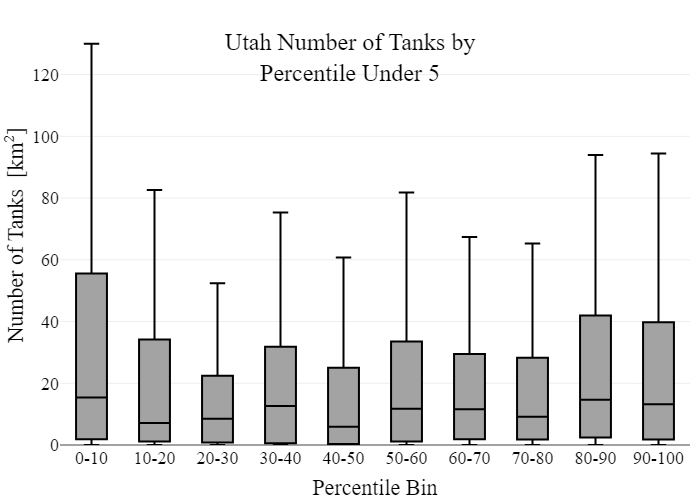 Utah Number of Tanks by
Percentile Under 5
Number of Tanks [km²]
120
100
80
60
40
20
0
0-10 10-20 20-30 30-40 40-50 50-60 60-70 70-80 80-90 90-100
Percentile Bin